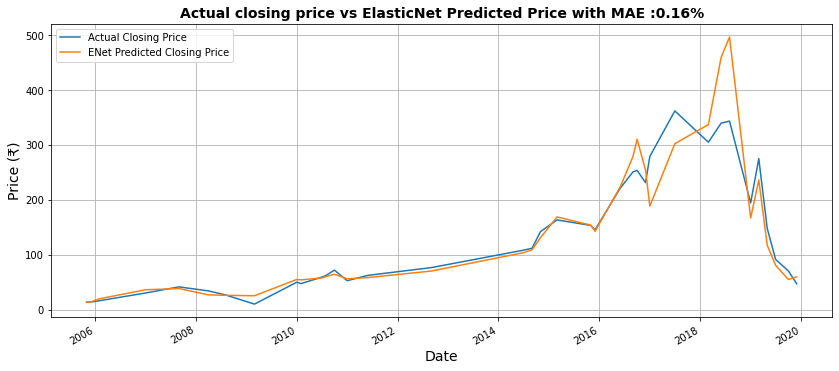 Actual closing price vs ElasticNet Predicted Price with MAE :0.16%
Actual Closing Price
ENet Predicted Closing Price
Price (₹)
500
400
300
200
100
0
2006
2008
2010
2012
2014
2016
2018
2020
Date